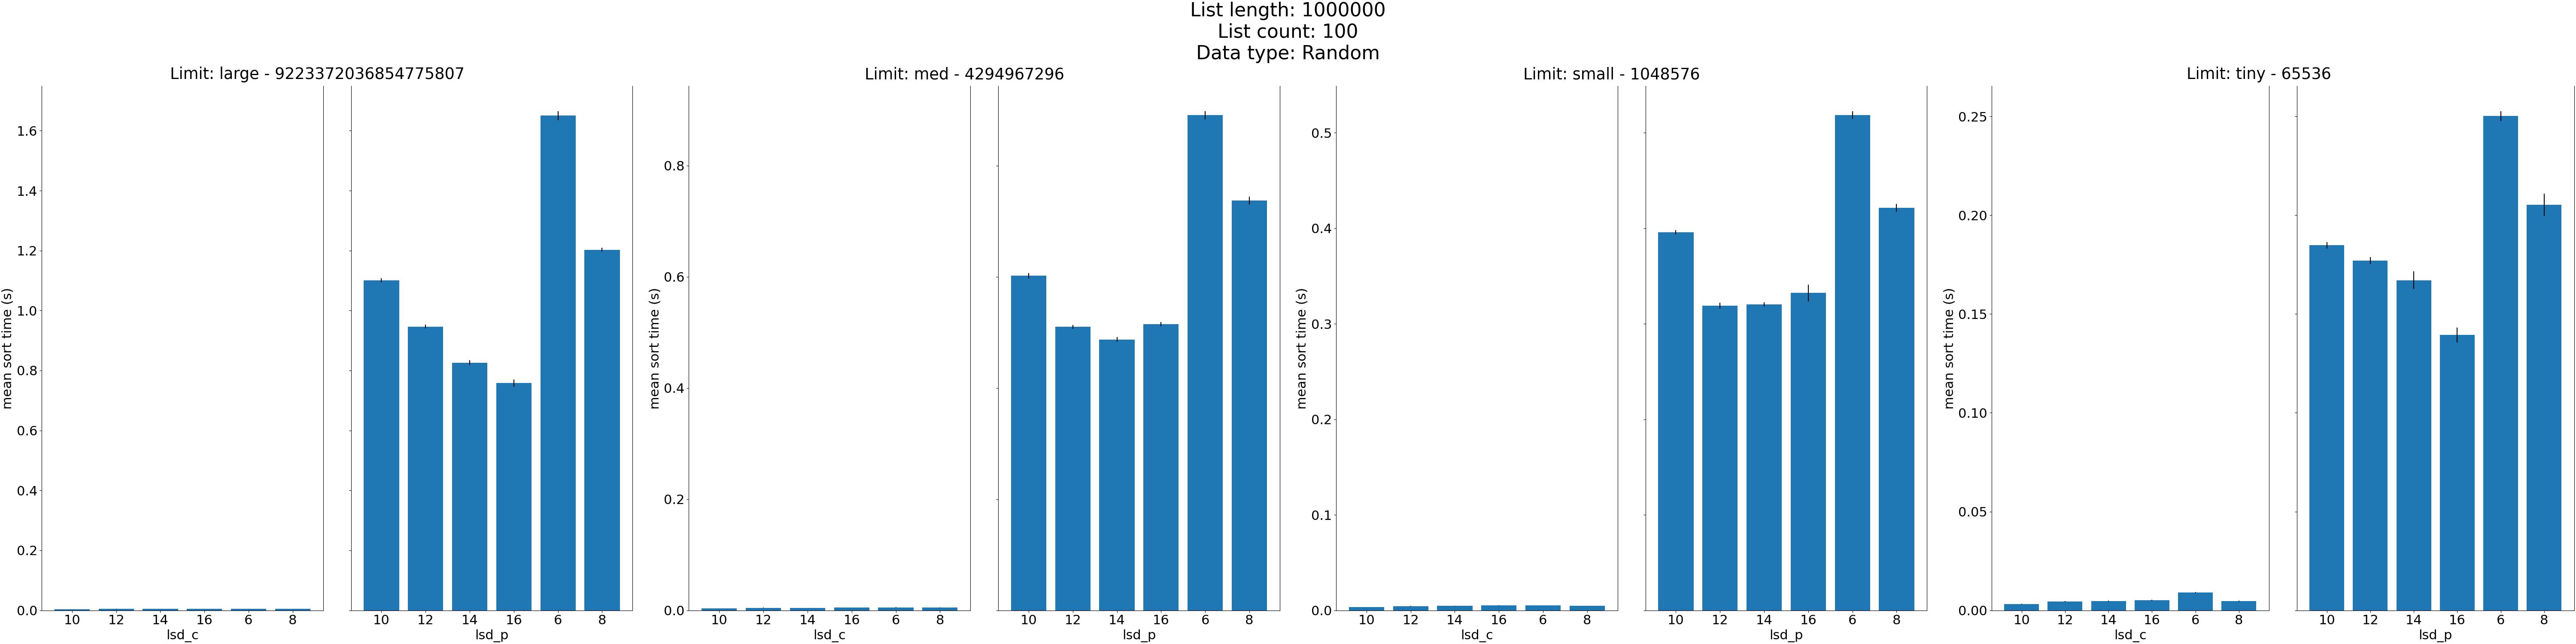 List length: 1000000
List count: 100
Data type: Random
Limit: large - 9223372036854775807
Limit: med - 4294967296
Limit: small - 1048576
Limit: tiny - 65536
mean sort time (s)
1.6
1.4
1.2
1.0
0.8
0.6
0.4
0.2
0.0
10 12 14 16 6 8
lsd_c
10 12 14 16 6 8
lsd_p
mean sort time (s)
0.8
0.6
0.4
0.2
0.0
10 12 14 16 6 8
lsd_c
10 12 14 16 6 8
lsd_p
mean sort time (s)
0.5
0.4
0.3
0.2
0.1
0.0
10 12 14 16 6 8
lsd_c
10 12 14 16 6 8
lsd_p
mean sort time (s)
0.25
0.20
0.15
0.10
0.05
0.00
10 12 14 16 6 8
lsd_c
10 12 14 16 6 8
lsd_p